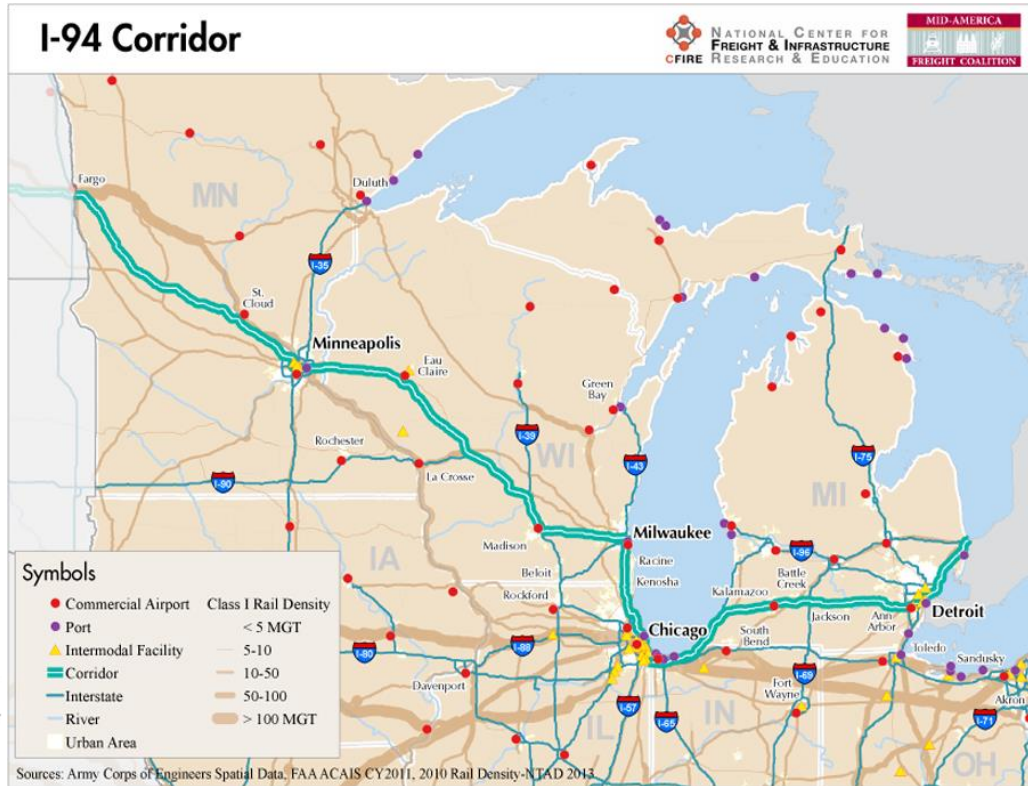 I-94 Corridor
CFIRE
NATIONAL CENTER FOR
FREIGHT & INFRASTRUCTURE
RESEARCH & EDUCATION
MID-AMERICA
FREIGHT COALITION
Fargo
MN
Duluth
I-35
St.
Cloud
Minneapolis
Eau
Claire
Green
Bay
Rochester
I-39
WI
I-43
I-75
I-90
La Crosse
MI
Madison
Milwaukee
IA
Racine
Kenosha
I-96
Beloit
Rockford
Kalamazoo
Battle
Creek
Jackson
Ann
Arbor
Detroit
Chicago
South
Bend
Toledo
Sandusky
I-88
I-80
Davenport
I-69
Fort
Wayne
Akron
I-57
I-65
IN
I-71
IL
OH
Symbols
Commercial Airport
Port
Intermodal Facility
Corridor
Interstate
River
Urban Area
Class I Rail Density
< 5 MGT
5-10
10-50
50-100
> 100 MGT
Sources: Army Corps of Engineers Spatial Data, FAA ACAIS CY2011, 2010 Rail Density-NTAD 2013